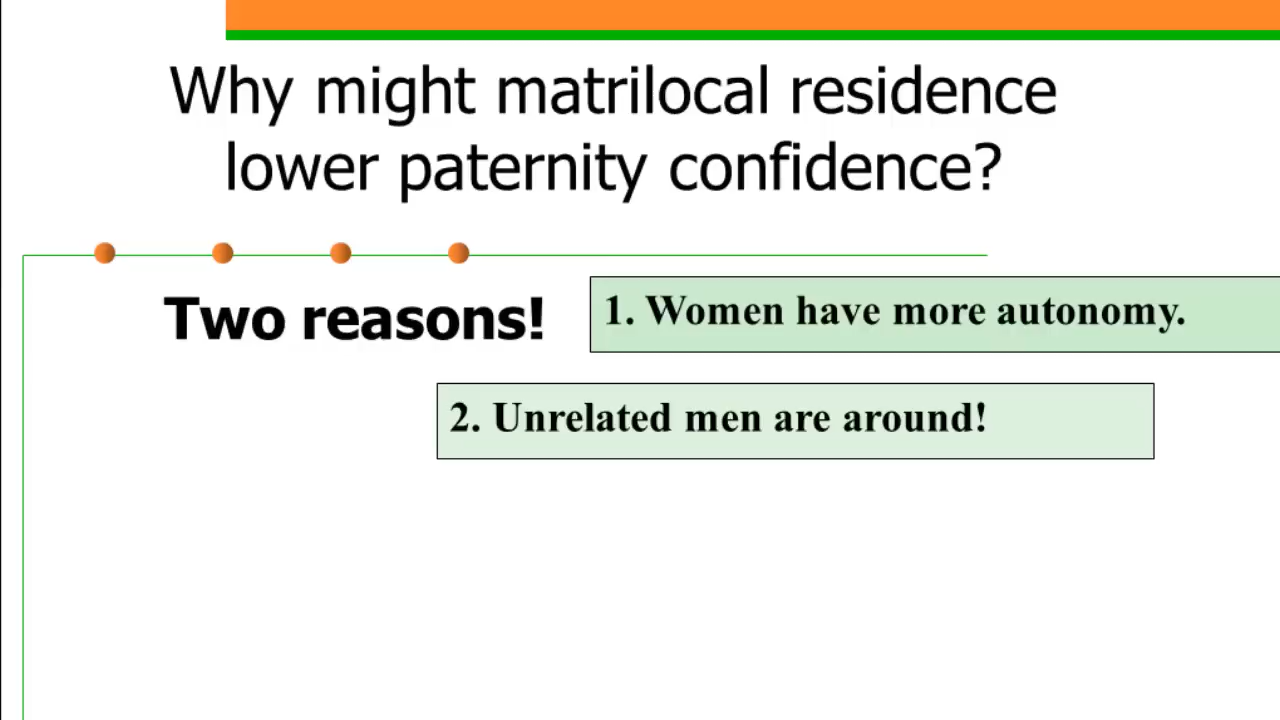 Why might matrilocal residence
lower paternity confidence?
Two reasons!
1. Women have more autonomy.
2. Unrelated men are around!